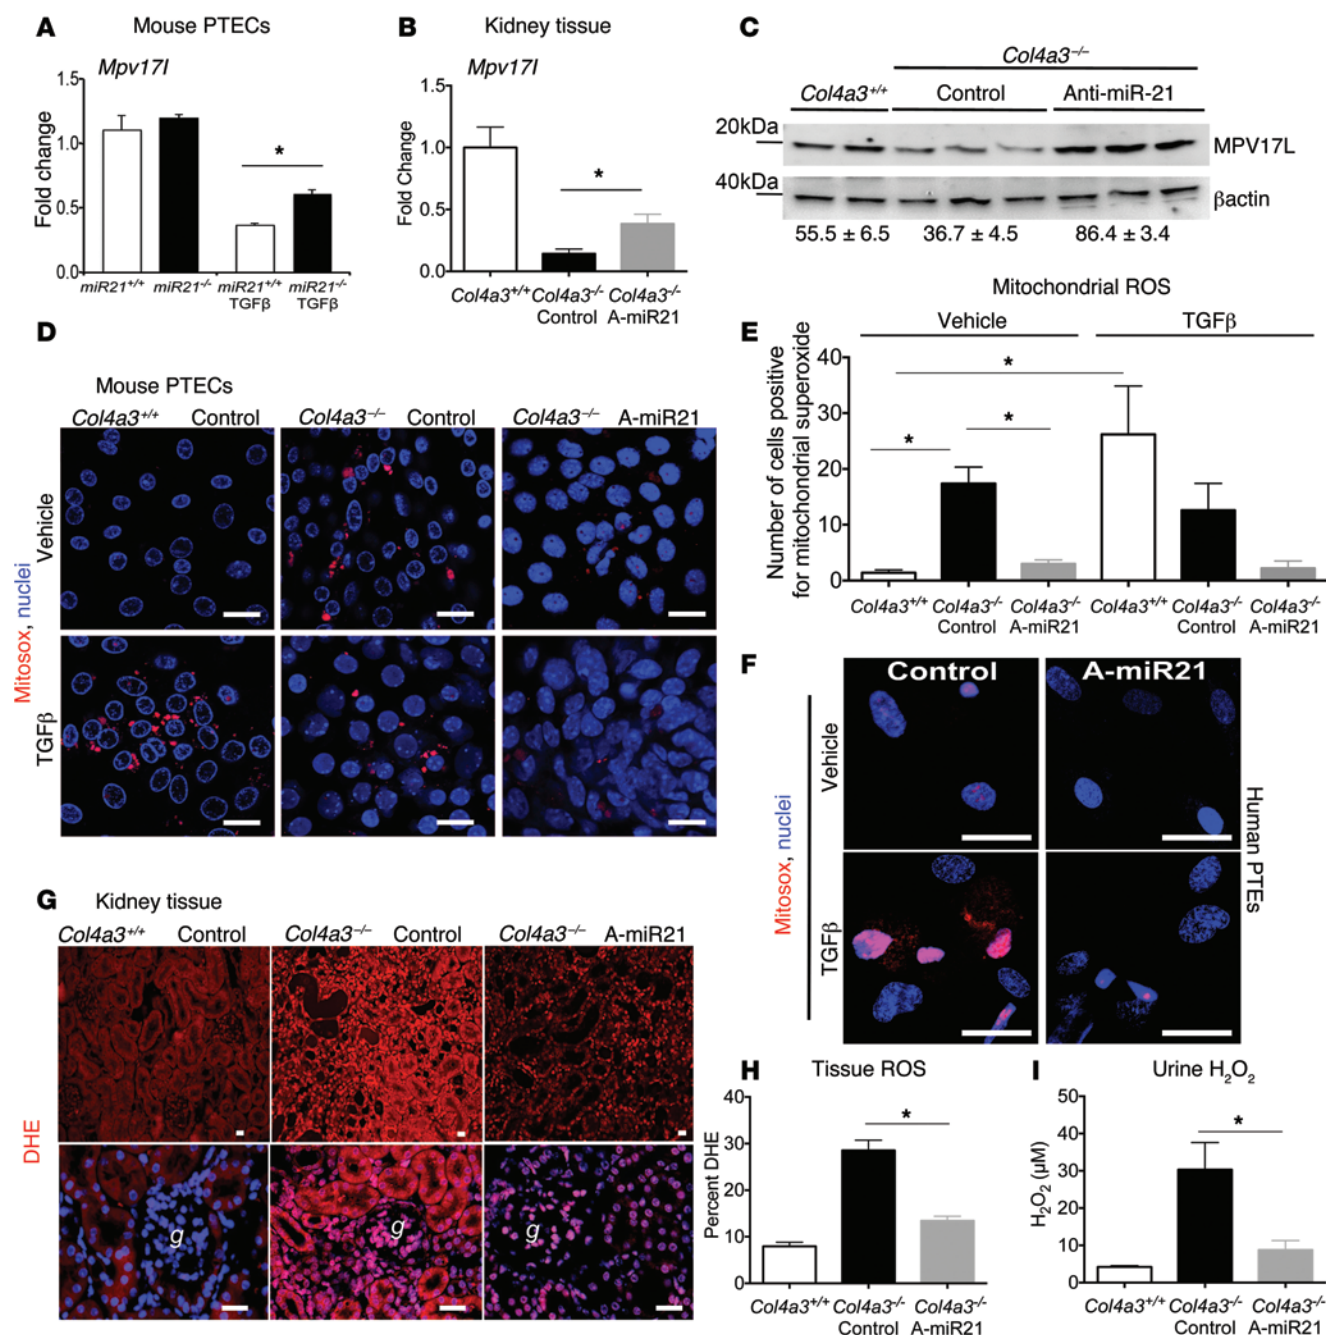 A Mouse PTECs
Mpv17l
Fold change
1.5
1.0
0.5
0.0
miR21+/+ miR21-/- miR21+/+ miR21-/-
TGFβ TGFβ
*
B Kidney tissue
Mpv17l
Fold Change
1.5
1.0
0.5
0.0
*
Col4a3+/+ Col4a3-/- Col4a3-/-
Control A-miR21
C
Col4a3–/–
Col4a3+/+ Control Anti-miR-21
20kDa
MPV17L
40kDa
βactin
55.5 ± 6.5 36.7 ± 4.5 86.4 ± 3.4
D
Mouse PTECs
Col4a3+/+ Control Col4a3–/– Control Col4a3–/– A-miR21
Mitosox, nuclei
Vehicle
TGFβ
E
Mitochondrial ROS
Vehicle TGFβ
Number of cells positive
for mitochondrial superoxide
40
30
20
10
0
* * *
Col4a3+/+ Col4a3-/- Col4a3-/- Col4a3+/+ Col4a3-/- Col4a3-/-
Control A-miR21 Control A-miR21
F
Control A-miR21
Mitosox, nuclei
Vehicle
TGFβ
Human PTEs
G Kidney tissue
Col4a3+/+ Control Col4a3–/– Control Col4a3–/– A-miR21
DHE
g g g
H Tissue ROS
Percent DHE
40
30
20
10
0
*
Col4a3+/+ Col4a3-/- Col4a3-/-
Control A-miR21
I Urine H2O2
H2O2 (µM)
50
40
30
20
10
0
*
Col4a3+/+ Col4a3-/- Col4a3-/-
Control A-miR21